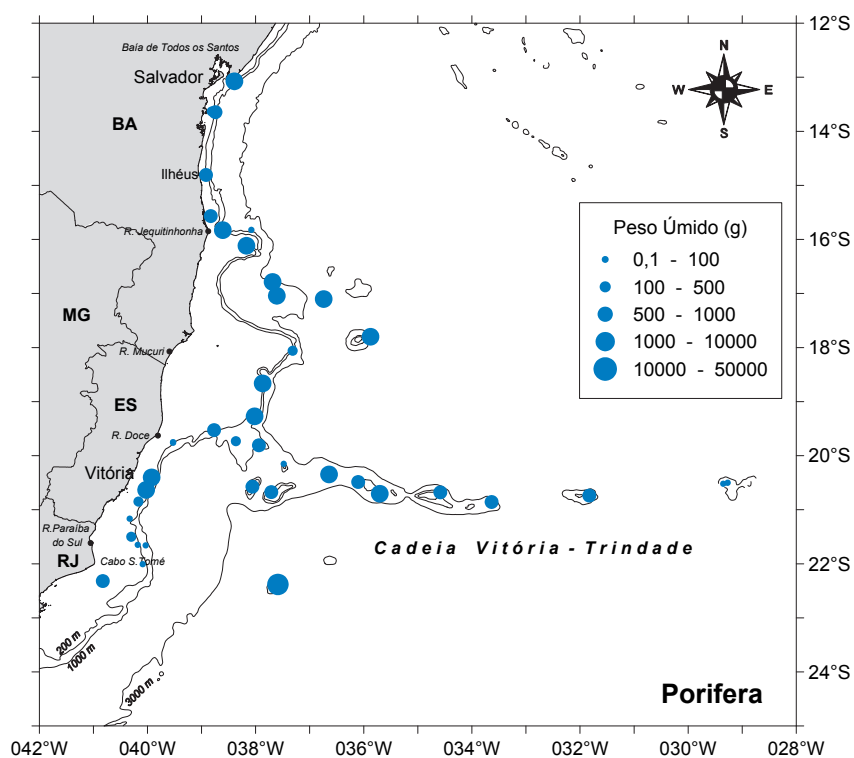 12°S
Baía de Todos os Santos
Salvador
N
W E
S
BA
14°S
Ilhéus
R. Jequitinhonha
16°S
Peso Úmido (g)
0,1 - 100
100 - 500
500 - 1000
1000 - 10000
10000 - 50000
MG
R. Mucuri
18°S
ES
R. Doce
20°S
Vitória
R.Paraíba
do Sul
RJ
Cabo S.Tomé
Cadeia Vitória - Trindade
22°S
200 m
1000 m
3000 m
24°S
Porifera
042°W 040°W 038°W 036°W 034°W 032°W 030°W 028°W